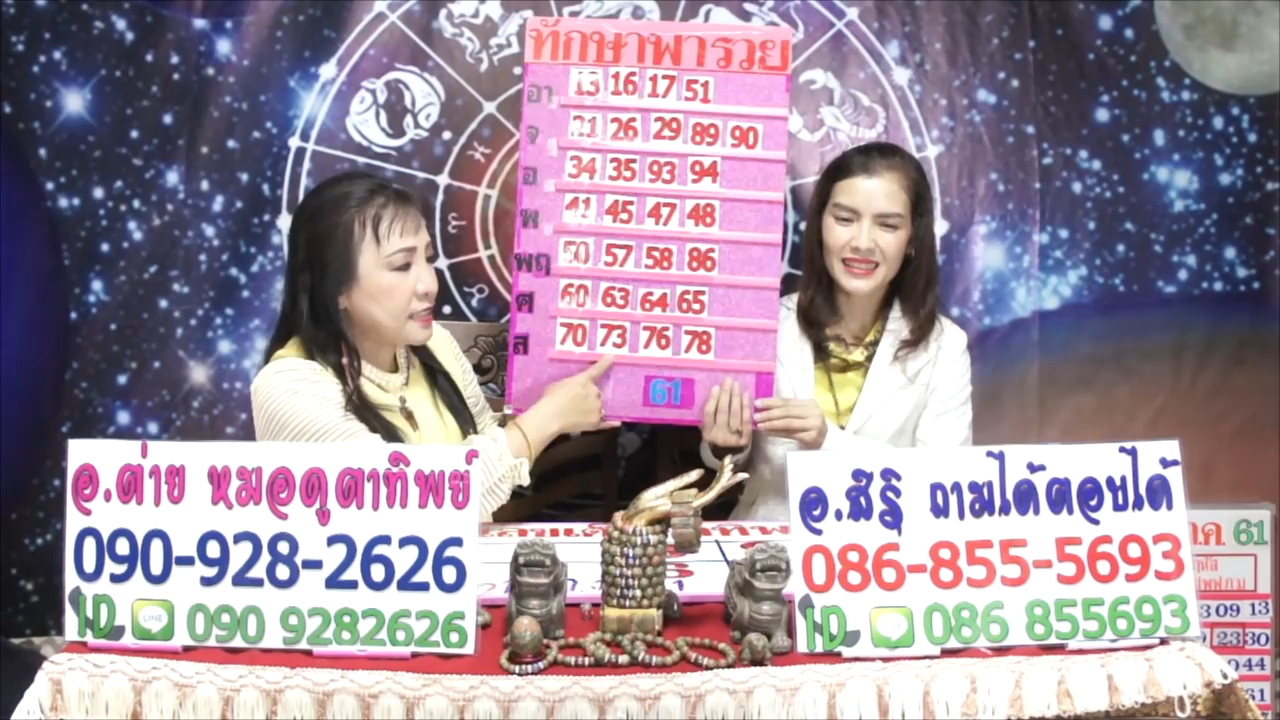 ทักษาพารวย
อา 13 16 17 51
จ 21 26 29 89 90
อ 34 35 93 94
พ 41 45 47 48
พฤ 50 57 58 86
ศ 60 63 64 65
ส 70 73 76 78
61
อ.ต่าย หมอดูตาทิพย์
090-928-2626
ID LINE 090 9282626
อ.สิริ ถามได้ตอบได้
086-855-5693
ID LINE 086 855693
ค. 61
09 13
23 30
44
31